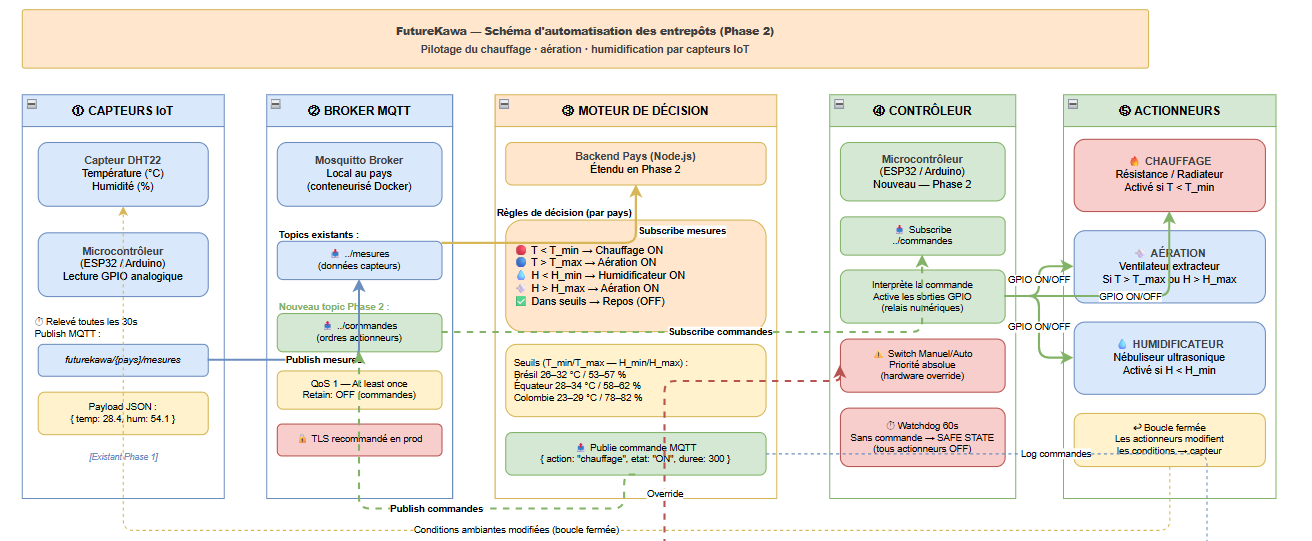 FutureKawa — Schéma d'automatisation des entrepôts (Phase 2)
Pilotage du chauffage · aération · humidification par capteurs IoT
① CAPTEURS IoT
Capteur DHT22
Température (°C)
Humidité (%)
Microcontrôleur
(ESP32 / Arduino)
Lecture GPIO analogique
⏱ Relevé toutes les 30s
Publish MQTT :
futurekawa/{pays}/mesures
Payload JSON :
{ temp: 28.4, hum: 54.1 }
[Existant Phase 1]
② BROKER MQTT
Mosquitto Broker
Local au pays
(conteneurisé Docker)
Topics existants :
📥 ../mesures
(données capteurs)
Nouveau topic Phase 2 :
📤 ../commandes
(ordres actionneurs)
Publish mesures
QoS 1 — At least once
Retain: OFF (commandes)
⚠ TLS recommandé en prod
Publish commandes
③ MOTEUR DE DÉCISION
Backend Pays (Node.js)
Étendu en Phase 2
Règles de décision (par pays)
Subscribe mesures
🔴 T < T_min → Chauffage ON
🔵 T > T_max → Aération ON
💧 H < H_min → Humidificateur ON
💨 H > H_max → Aération ON
✅ Dans seuils → Repos (OFF)
Subscribe commandes
Seuils (T_min/T_max — H_min/H_max) :
Brésil 26–32 °C / 53–57 %
Équateur 28–34 °C / 58–62 %
Colombie 23–29 °C / 78–82 %
📤 Publie commande MQTT
{ action: "chauffage", etat: "ON", duree: 300 }
Override
④ CONTRÔLEUR
Microcontrôleur
(ESP32 / Arduino)
Nouveau — Phase 2
📥 Subscribe
../commandes
Interprète la commande
Active les sorties GPIO
(relais numériques)
⚠ Switch Manuel/Auto
Priorité absolue
(hardware override)
⏱ Watchdog 60s
Sans commande → SAFE STATE
(tous actionneurs OFF)
⑤ ACTIONNEURS
🔥 CHAUFFAGE
Résistance / Radiateur
Activé si T < T_min
💨 AÉRATION
Ventilateur extracteur
Si T > T_max ou H > H_max
GPIO ON/OFF
GPIO ON/OFF
GPIO ON/OFF
💧 HUMIDIFICATEUR
Nébuliseur ultrasonique
Activé si H < H_min
↩ Boucle fermée
Les actionneurs modifient
les conditions → capteur
Log commandes
Conditions ambiantes modifiées (boucle fermée)